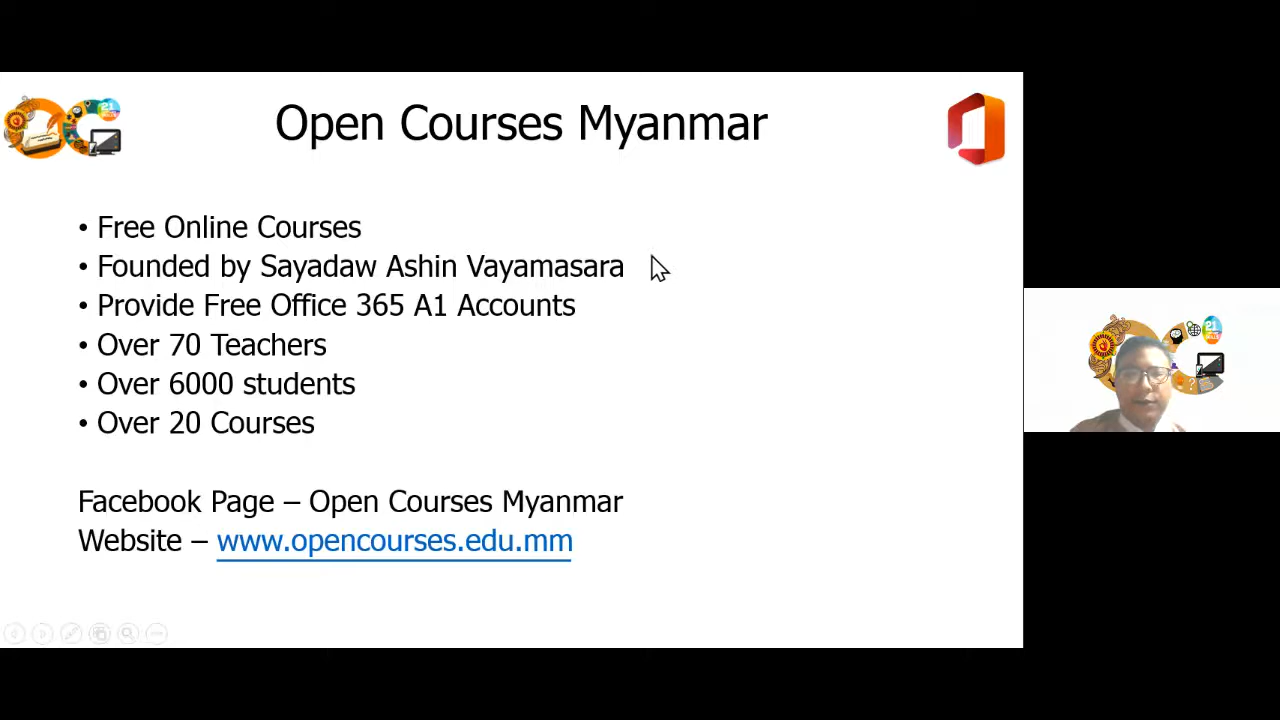 Open Courses Myanmar
• Free Online Courses
• Founded by Sayadaw Ashin Vayamasara
• Provide Free Office 365 A1 Accounts
• Over 70 Teachers
• Over 6000 students
• Over 20 Courses
Facebook Page – Open Courses Myanmar
Website – www.opencourses.edu.mm